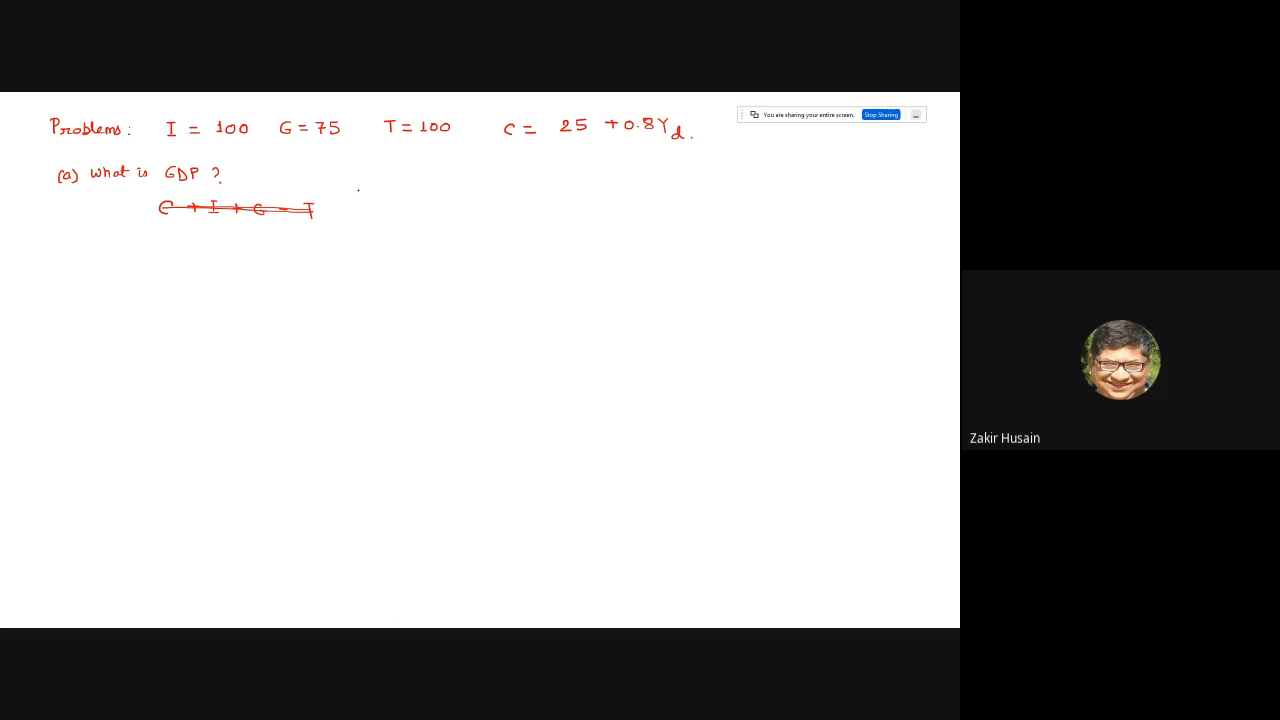 Problems: I = 100 G = 75 T = 100 C = 25 + 0.8Yd.
You are sharing your entire screen. Stop Sharing
(a) What is GDP ?
C + I + G - T
Zakir Husain